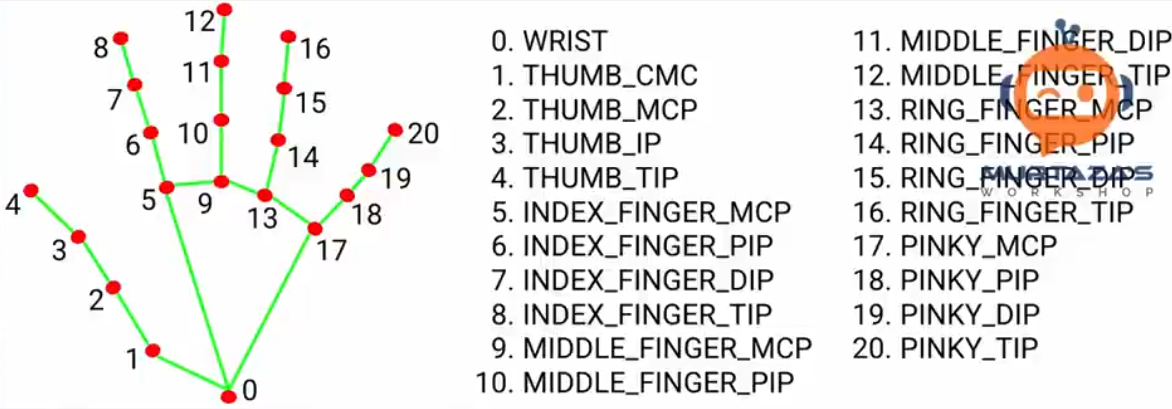 12
8
16
11
7
15
10
6
20
14
19
4
5
9
13
18
3
17
2
1
0
0. WRIST
1. THUMB_CMC
2. THUMB_MCP
3. THUMB_IP
4. THUMB_TIP
5. INDEX_FINGER_MCP
6. INDEX_FINGER_PIP
7. INDEX_FINGER_DIP
8. INDEX_FINGER_TIP
9. MIDDLE_FINGER_MCP
10. MIDDLE_FINGER_PIP
11. MIDDLE_FINGER_DIP
12. MIDDLE_FINGER_TIP
13. RING_FINGER_MCP
14. RING_FINGER_PIP
15. RING_FINGER_DIP
16. RING_FINGER_TIP
17. PINKY_MCP
18. PINKY_PIP
19. PINKY_DIP
20. PINKY_TIP
WORKSHOP